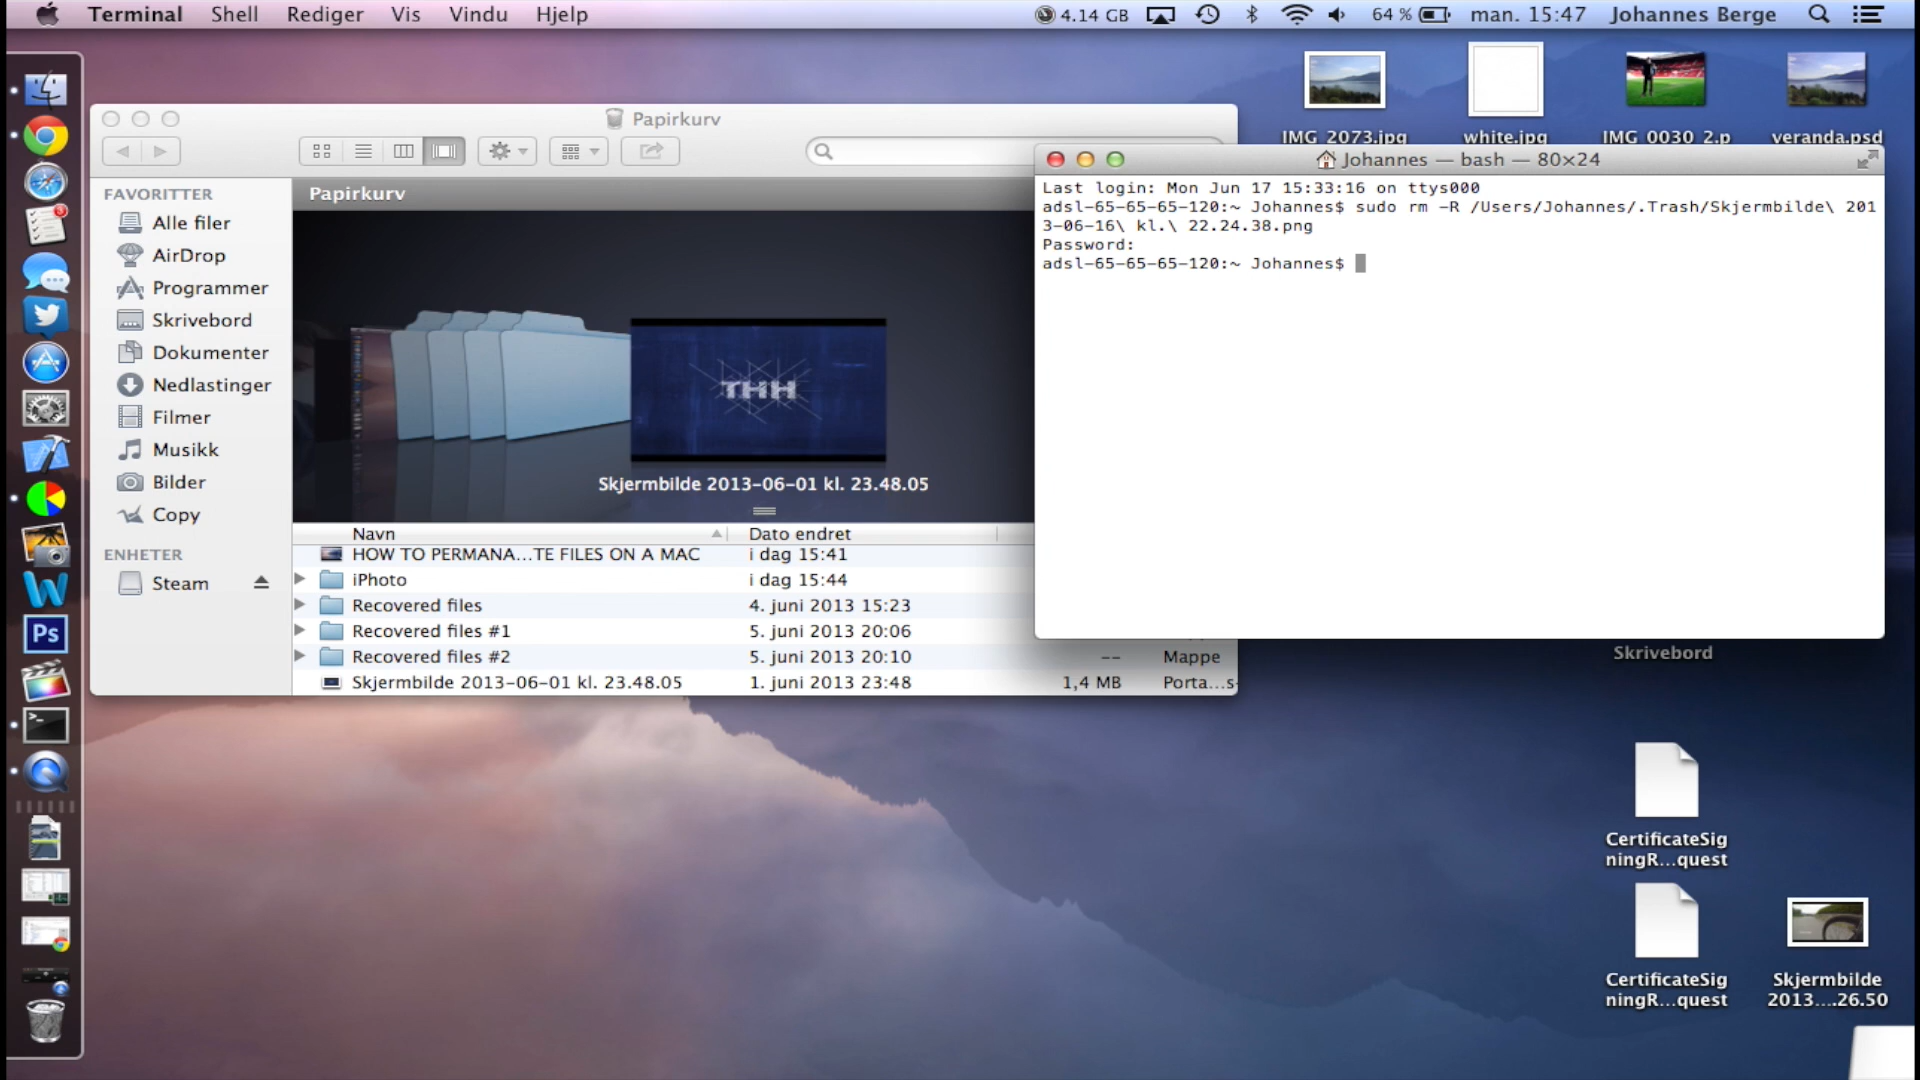 Terminal Shell Rediger Vis Vindu Hjelp 4.14 GB 64 % man. 15:47 Johannes Berge
Papirkurv
FAVORITTER
Alle filer
AirDrop
Programmer
Skrivebord
Dokumenter
Nedlastinger
Filmer
Musikk
Bilder
Copy
ENHETER
Steam
Papirkurv
THH
Skjermbilde 2013-06-01 kl. 23.48.05
Navn Dato endret
HOW TO PERMANA...TE FILES ON A MAC i dag 15:41
iPhoto i dag 15:44
Recovered files 4. juni 2013 15:23
Recovered files #1 5. juni 2013 20:06
Recovered files #2 5. juni 2013 20:10 -- Mappe
Skjermbilde 2013-06-01 kl. 23.48.05 1. juni 2013 23:48 1,4 MB Porta...s-
IMG_2073.jpg white.jpg IMG_0030_2.p veranda.psd
Johannes — bash — 80×24
Last login: Mon Jun 17 15:33:16 on ttys000
adsl-65-65-65-120:~ Johannes$ sudo rm -R /Users/Johannes/.Trash/Skjermbilde\ 201
3-06-16\ kl.\ 22.24.38.png
Password:
adsl-65-65-65-120:~ Johannes$
Skrivebord
CertificateSig
ningR...quest
CertificateSig
ningR...quest
Skjermbilde
2013....26.50
3
Ps